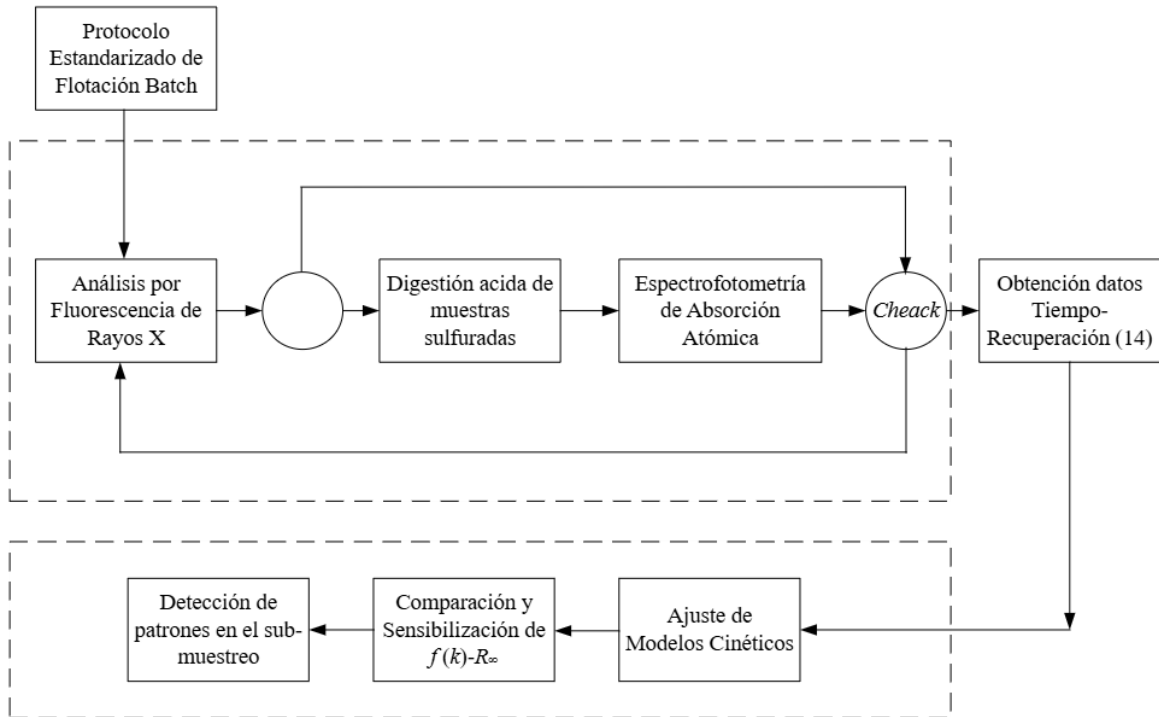 Protocolo
Estandarizado de
Flotación Batch
Análisis por
Fluorescencia de
Rayos X
Digestión acida de
muestras
sulfuradas
Espectrofotometría
de Absorción
Atómica
Cheack
Obtención datos
Tiempo-
Recuperación (14)
Detección de
patrones en el sub-
muestreo
Comparación y
Sensibilización de
f(k)-R∞
Ajuste de
Modelos Cinéticos